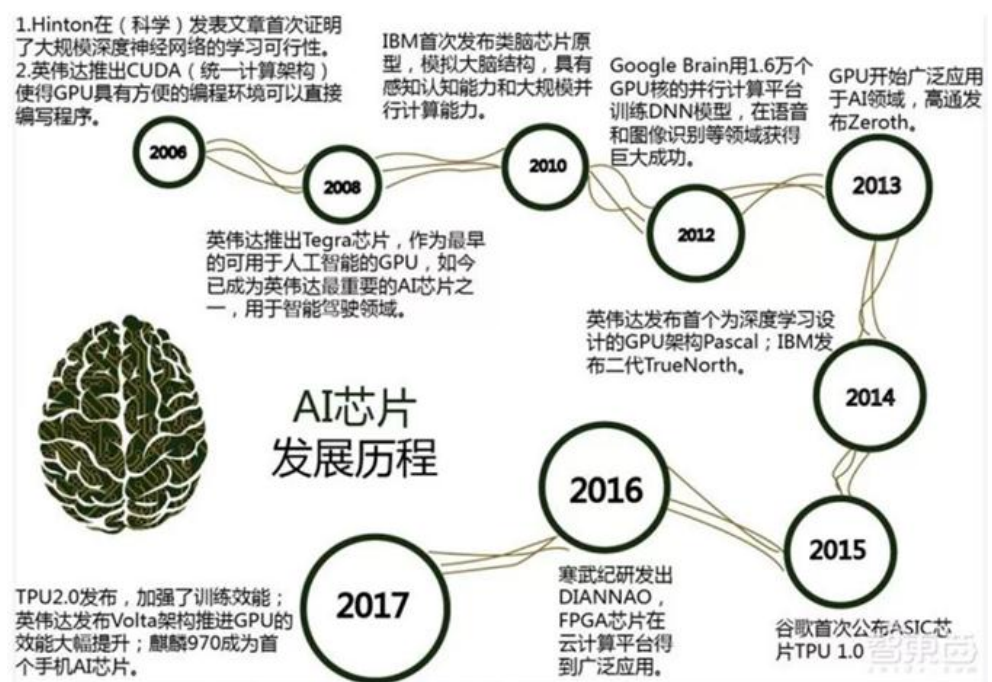 1.Hinton在（科学）发表文章首次证明
了大规模深度神经网络的学习可行性。
2.英伟达推出CUDA（统一计算架构）
使得GPU具有方便的编程环境可以直接
编写程序。
2006
英伟达推出Tegra芯片，作为最早
的可用于人工智能的GPU，如今
已成为英伟达最重要的AI芯片之
一，用于智能驾驶领域。
2008
IBM首次发布类脑芯片原
型，模拟大脑结构，具有
感知认知能力和大规模并
行计算能力。
2010
Google Brain用1.6万个
GPU核的并行计算平台
训练DNN模型，在语音
和图像识别等领域获得
巨大成功。
2012
GPU开始广泛应用
于AI领域，高通发
布Zeroth。
2013
英伟达发布首个为深度学习设
计的GPU架构Pascal；IBM发
布二代TrueNorth。
2014
AI芯片
发展历程
2015
谷歌首次公布ASIC芯
片TPU 1.0
2016
寒武纪研发出
DIANNAO，
FPGA芯片在
云计算平台得
到广泛应用。
2017
TPU2.0发布，加强了训练效能；
英伟达发布Volta架构推进GPU的
效能大幅提升；麒麟970成为首
个手机AI芯片。
智東西